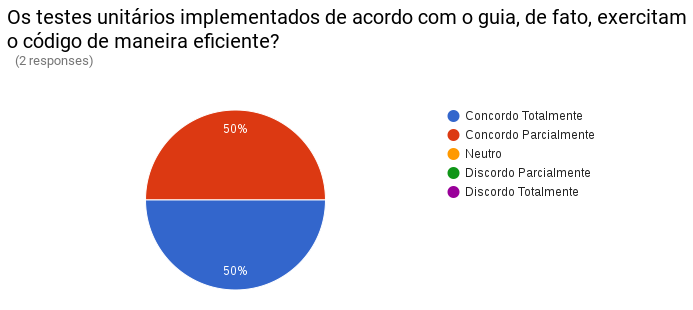 Os testes unitários implementados de acordo com o guia, de fato, exercitam
o código de maneira eficiente?
(2 responses)
50%
50%
Concordo Totalmente
Concordo Parcialmente
Neutro
Discordo Parcialmente
Discordo Totalmente